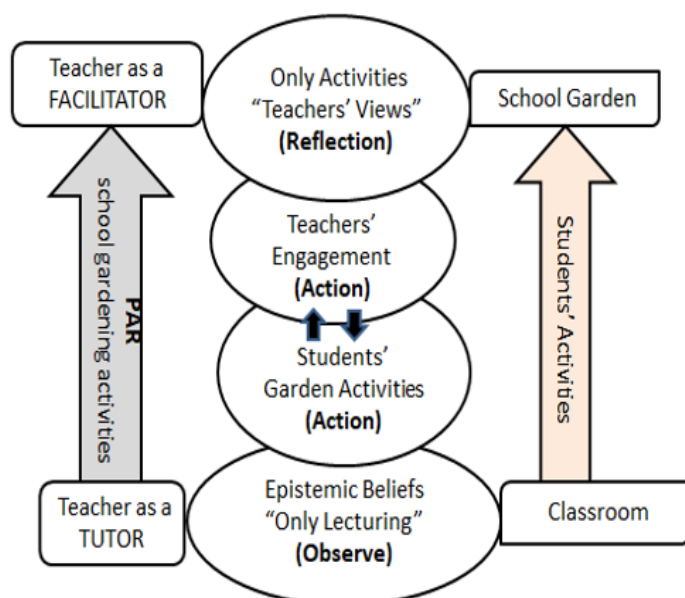 Teacher as a
FACILITATOR
Only Activities
“Teachers’ Views”
(Reflection)
School Garden
PAR
school gardening activities
Teachers’
Engagement
(Action)
Students’ Activities
Students’
Garden Activities
(Action)
Teacher as a
TUTOR
Epistemic Beliefs
“Only Lecturing”
(Observe)
Classroom